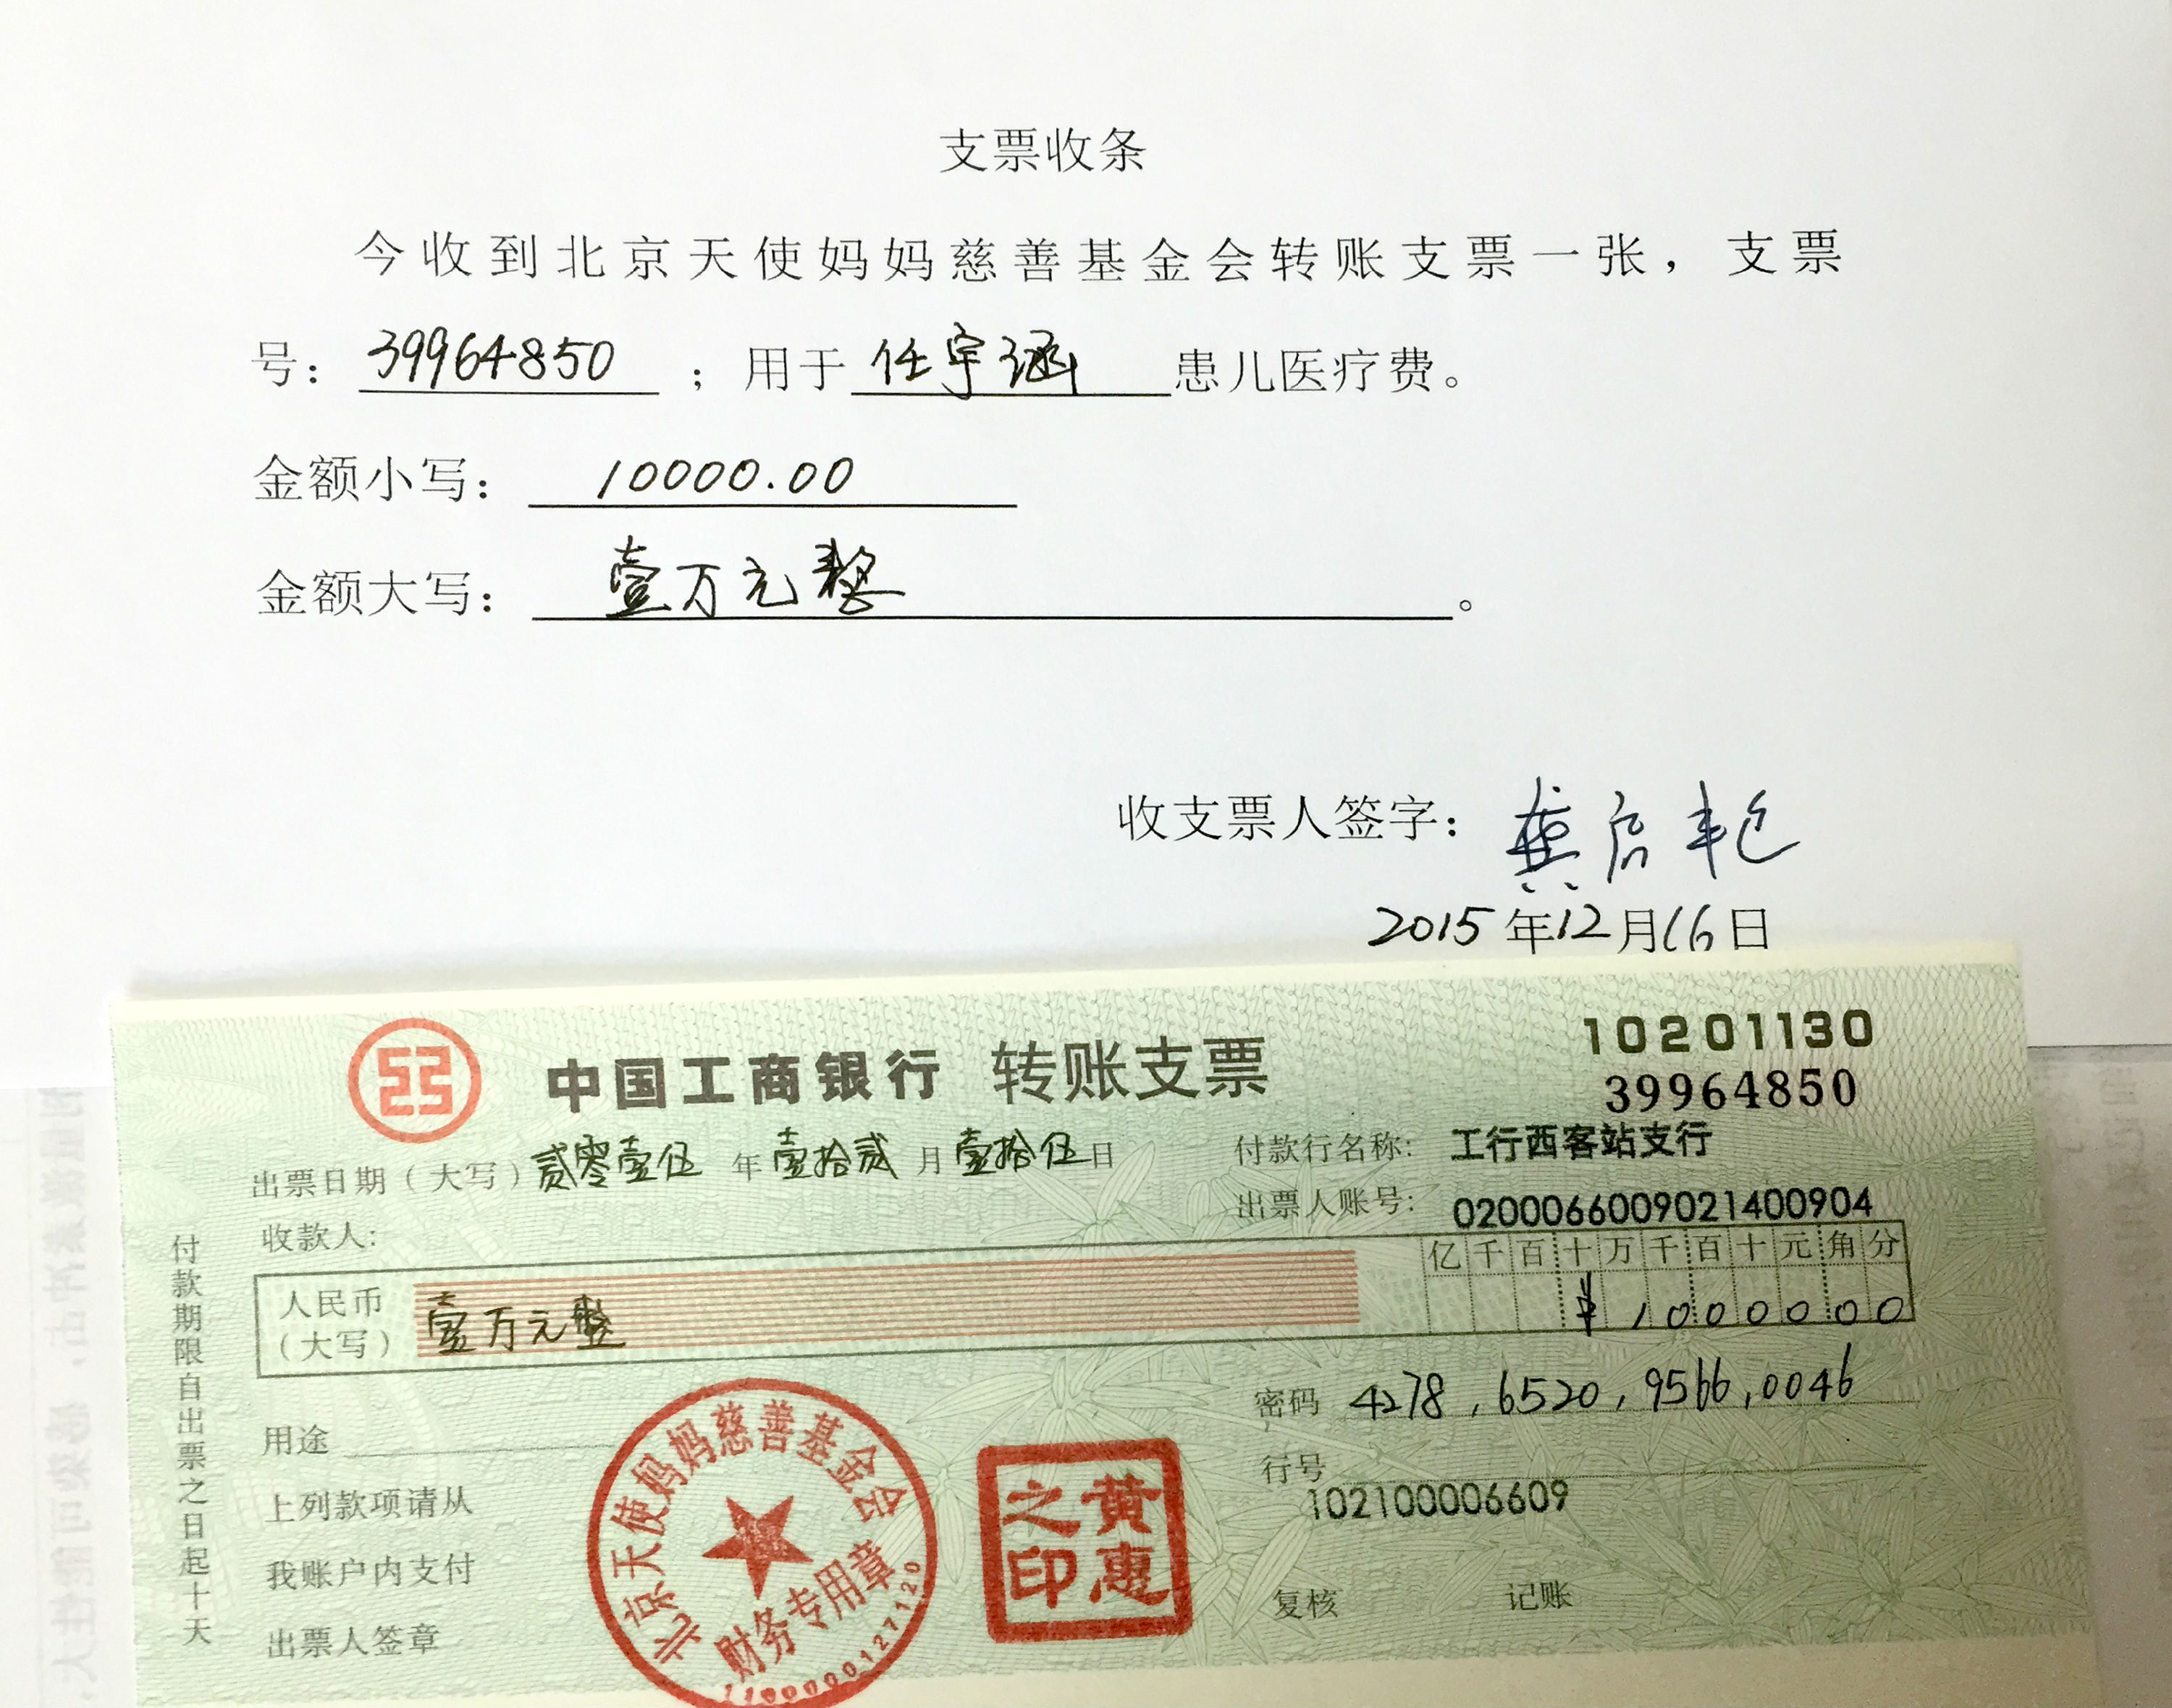 支票收条
今收到北京天使妈妈慈善基金会转账支票一张，支票
号：39964850；用于任宇涵患儿医疗费。
金额小写：10000.00
金额大写：壹万元整。
收支票人签字：龚启艳
2015年12月16日
中国工商银行 转账支票
10201130
39964850
出票日期（大写）贰零壹伍年壹拾贰月壹拾伍日
付款行名称：工行西客站支行
收款人：
出票人账号：0200066009021400904
人民币（大写）壹万元整
亿千百十万千百十元角分
¥1000000
密码 4278，6520，9566，0046
用途
行号
102100006609
上列款项请从
我账户内支付
出票人签章
复核 记账
付款期限自出票之日起十天
北京天使妈妈慈善基金会
财务专用章
1100000127120
黄惠之印